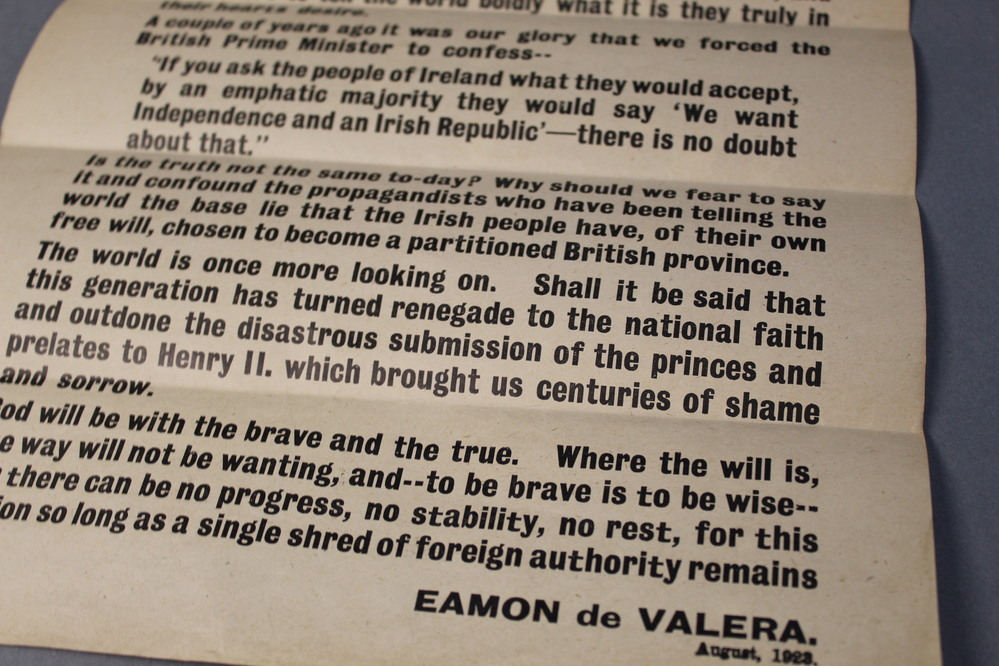 the world boldly what it is they truly in
their hearts desire.
A couple of years ago it was our glory that we forced the
British Prime Minister to confess--
"If you ask the people of Ireland what they would accept,
by an emphatic majority they would say 'We want
Independence and an Irish Republic'—there is no doubt
about that."
Is the truth not the same to-day? Why should we fear to say
it and confound the propagandists who have been telling the
world the base lie that the Irish people have, of their own
free will, chosen to become a partitioned British province.
The world is once more looking on. Shall it be said that
this generation has turned renegade to the national faith
and outdone the disastrous submission of the princes and
prelates to Henry II. which brought us centuries of shame
and sorrow.
will be with the brave and the true. Where the will is,
way will not be wanting, and--to be brave is to be wise--
there can be no progress, no stability, no rest, for this
so long as a single shred of foreign authority remains
EAMON de VALERA.
August, 1923.